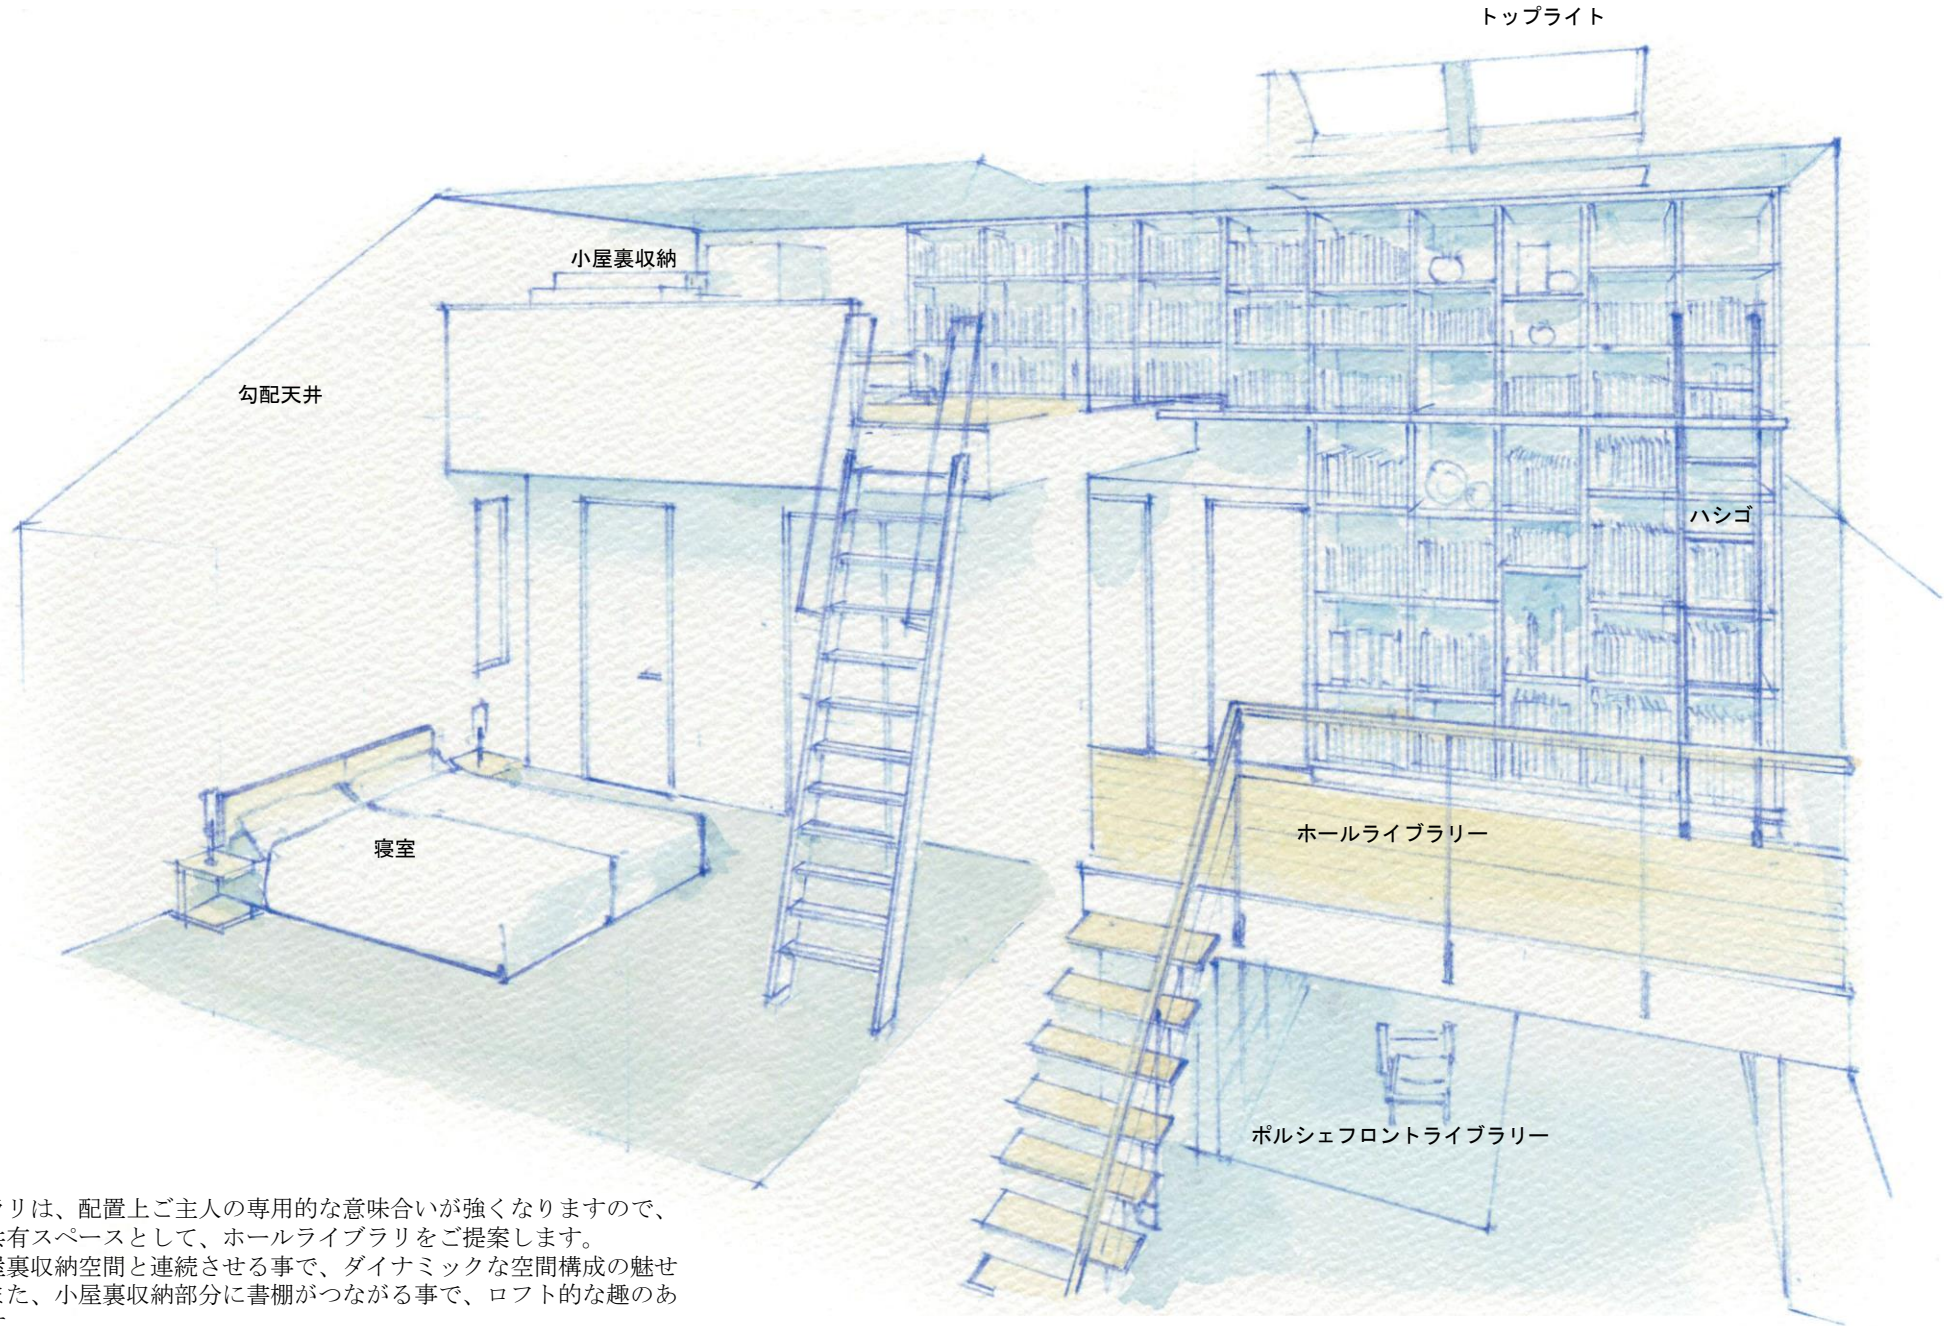 トップライト
小屋裏収納
勾配天井
ハシゴ
ホールライブラリー
寝室
ポルシェフロントライブラリー
リは、配置上ご主人の専用的な意味合いが強くなりますので、
有スペースとして、ホールライブラリをご提案します。
裏収納空間と連続させる事で、ダイナミックな空間構成の魅せ
た、小屋裏収納部分に書棚がつながる事で、ロフト的な趣のあ